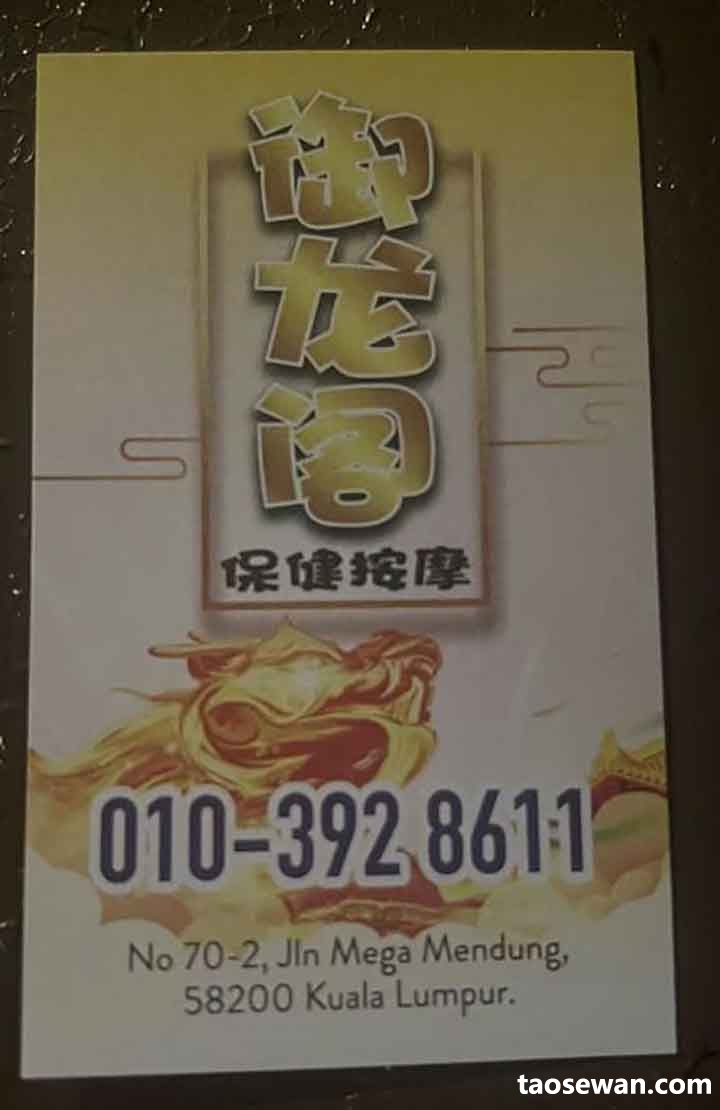 御龙阁
保健按摩
010-392 8611
No 70-2, Jln Mega Mendung,
58200 Kuala Lumpur.
taosewan.com